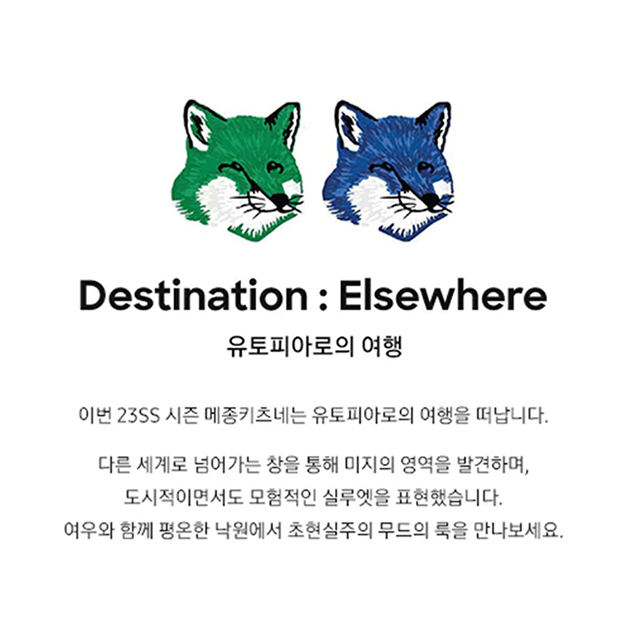 Destination : Elsewhere
유토피아로의 여행
이번 23SS 시즌 메종키츠네는 유토피아로의 여행을 떠납니다.
다른 세계로 넘어가는 창을 통해 미지의 영역을 발견하며,
도시적이면서도 모험적인 실루엣을 표현했습니다.
여우와 함께 평온한 낙원에서 초현실주의 무드의 룩을 만나보세요.